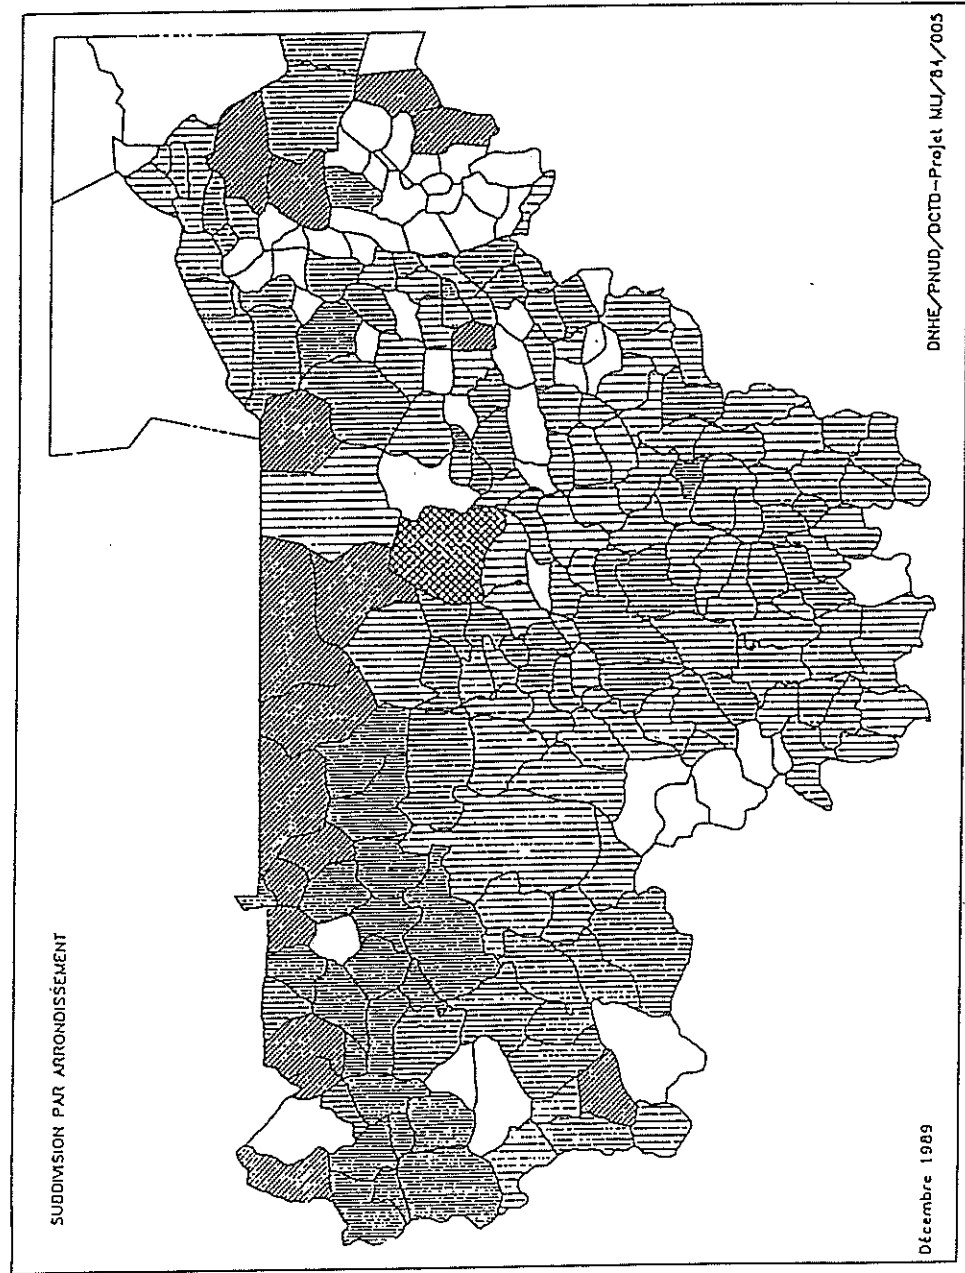 SUBDIVISION PAR ARRONDISSEMENT
Décembre 1989
DNHE/PNUD/DCTD-Projet MLI/84/005